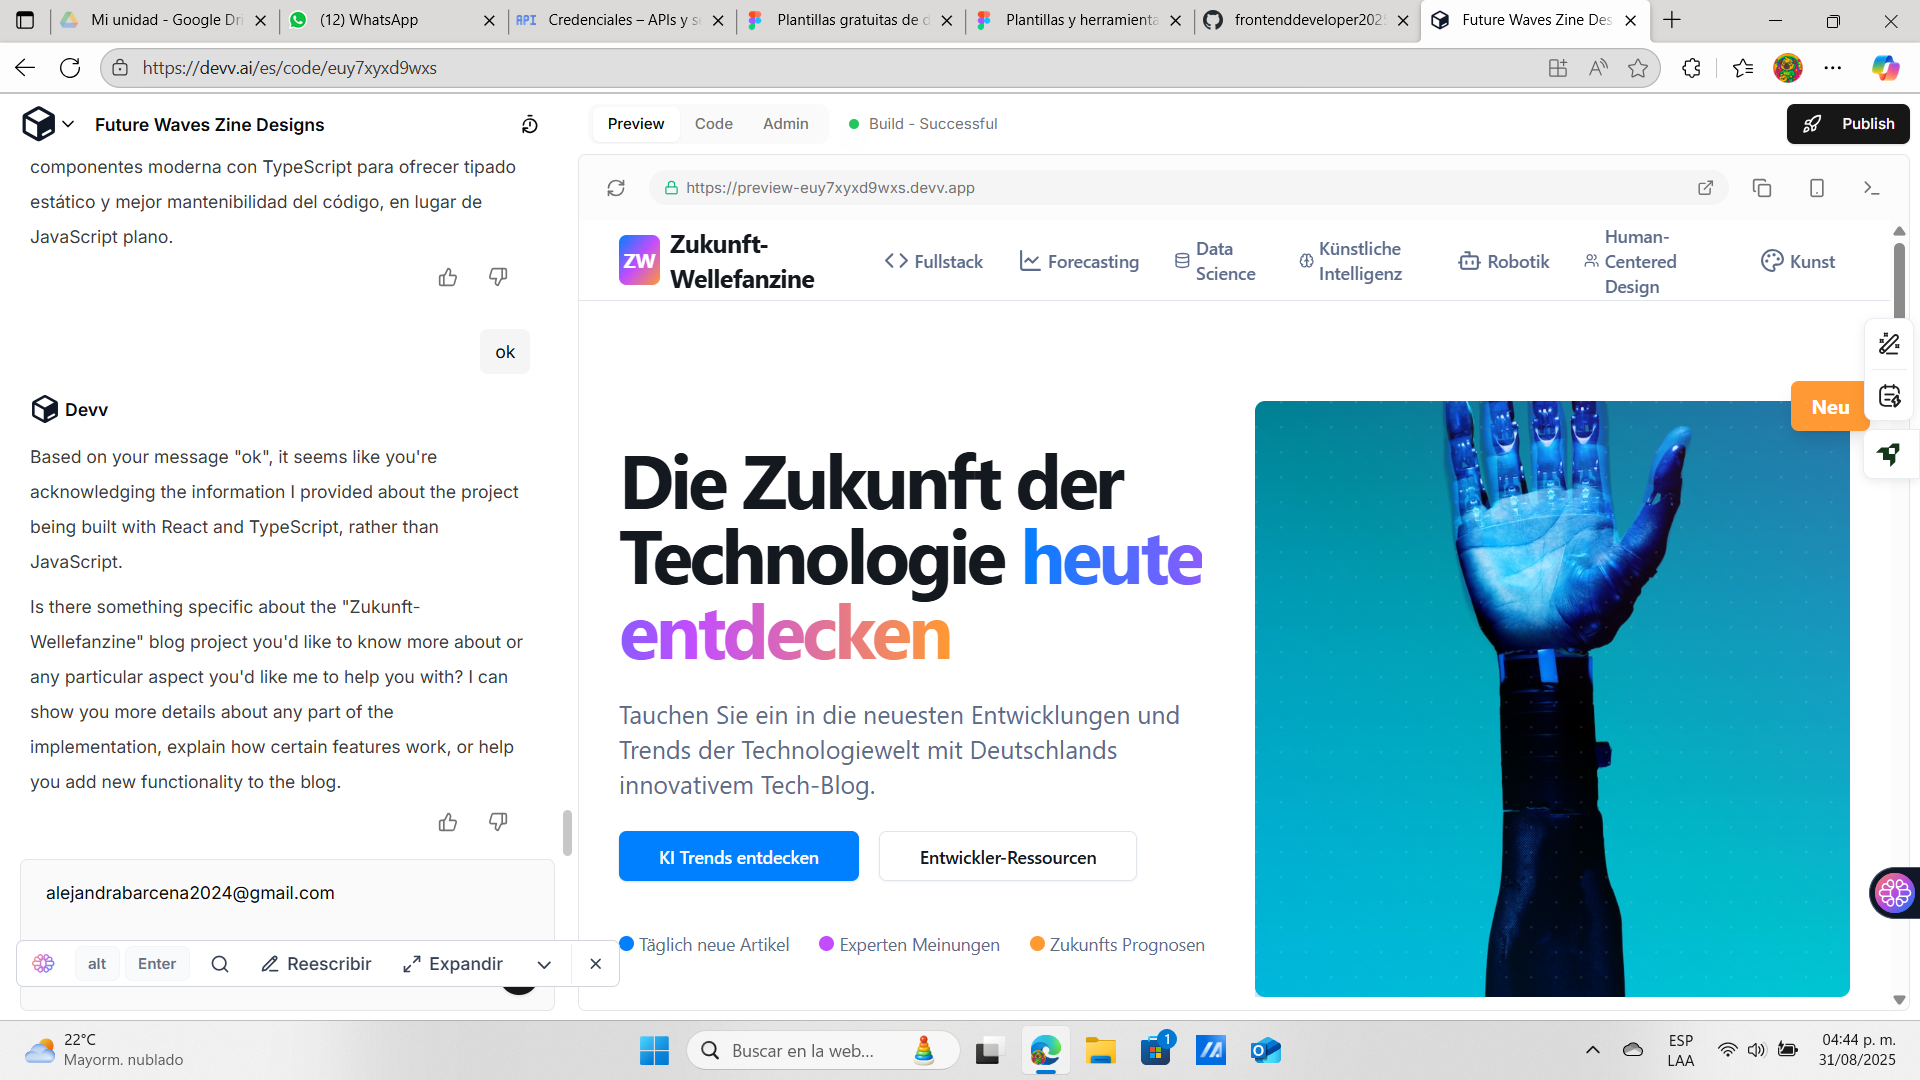 Mi unidad - Google Dri
(12) WhatsApp
API
Credenciales – APIs y se
Plantillas gratuitas de d
Plantillas y herramienta
frontenddeveloper2025
Future Waves Zine Des
https://devv.ai/es/code/euy7xyxd9wxs
Future Waves Zine Designs
componentes moderna con TypeScript para ofrecer tipado
estático y mejor mantenibilidad del código, en lugar de
JavaScript plano.
ok
Devv
Based on your message "ok", it seems like you're
acknowledging the information I provided about the project
being built with React and TypeScript, rather than
JavaScript.
Is there something specific about the "Zukunft-
Wellefanzine" blog project you'd like to know more about or
any particular aspect you'd like me to help you with? I can
show you more details about any part of the
implementation, explain how certain features work, or help
you add new functionality to the blog.
alejandrabarcena2024@gmail.com
alt
Enter
Reescribir
Expandir
Preview
Code
Admin
Build - Successful
Publish
https://preview-euy7xyxd9wxs.devv.app
ZW
Zukunft-
Wellefanzine
Fullstack
Forecasting
Data
Science
Künstliche
Intelligenz
Robotik
Human-
Centered
Design
Kunst
Neu
Die Zukunft der
Technologie heute
entdecken
Tauchen Sie ein in die neuesten Entwicklungen und
Trends der Technologiewelt mit Deutschlands
innovativem Tech-Blog.
KI Trends entdecken
Entwickler-Ressourcen
Täglich neue Artikel
Experten Meinungen
Zukunfts Prognosen
22°C
Mayorm. nublado
Buscar en la web...
1
ESP
LAA
04:44 p. m.
31/08/2025